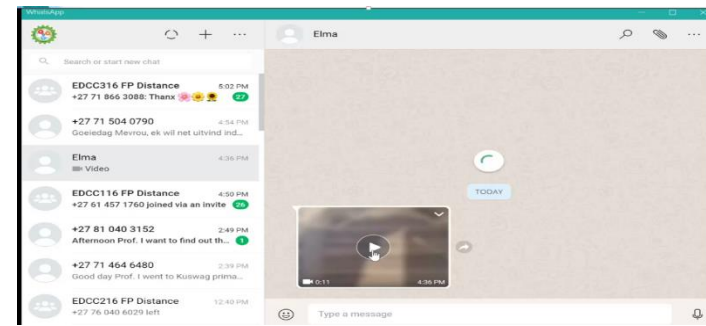 WhatsApp
Elma
Search or start new chat
EDCC316 FP Distance 5:02 PM
+27 71 866 3088: Thanx 🌸🌼🌻 27
+27 71 504 0790 4:54 PM
Goeiedag Mevrou, ek wil net uitvind ind...
Elma 4:36 PM
Video
EDCC116 FP Distance 4:50 PM
+27 61 457 1760 joined via an invite 26
+27 81 040 3152 2:49 PM
Afternoon Prof. I want to find out th... 1
+27 71 464 6480 2:39 PM
Good day Prof. I went to Kuswag prima...
EDCC216 FP Distance 12:48 PM
+27 76 040 6029 left
TODAY
0:11 4:36 PM
Type a message